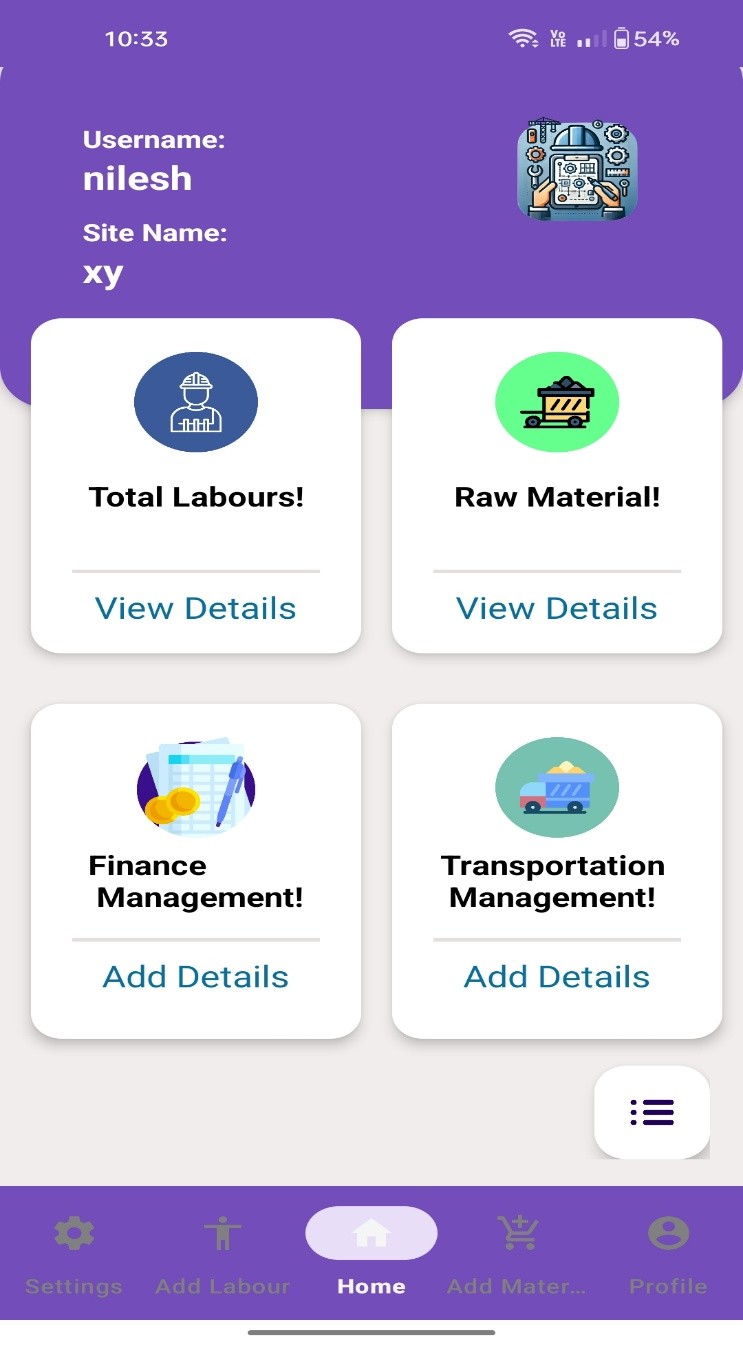 10:33
Vo
LTE
54%
Username:
nilesh
Site Name:
xy
Total Labours!
Raw Material!
View Details
View Details
Finance
Management!
Transportation
Management!
Add Details
Add Details
Settings
Add Labour
Home
Add Mater...
Profile